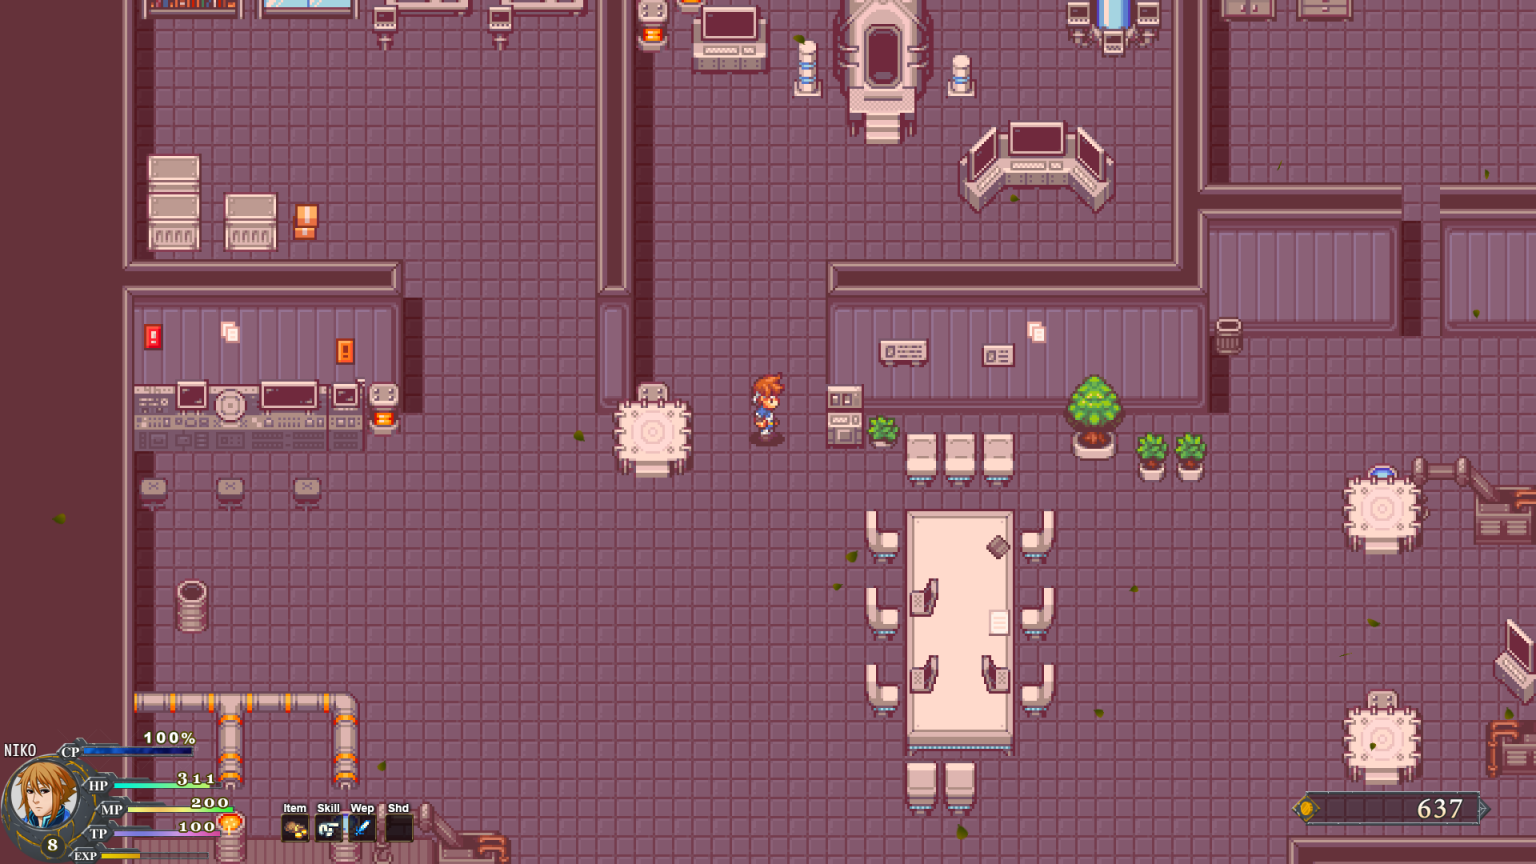 100%
NIKO CP
HP 311
MP 200
TP 100
8 EXP
Item Skill Wep Shd
637